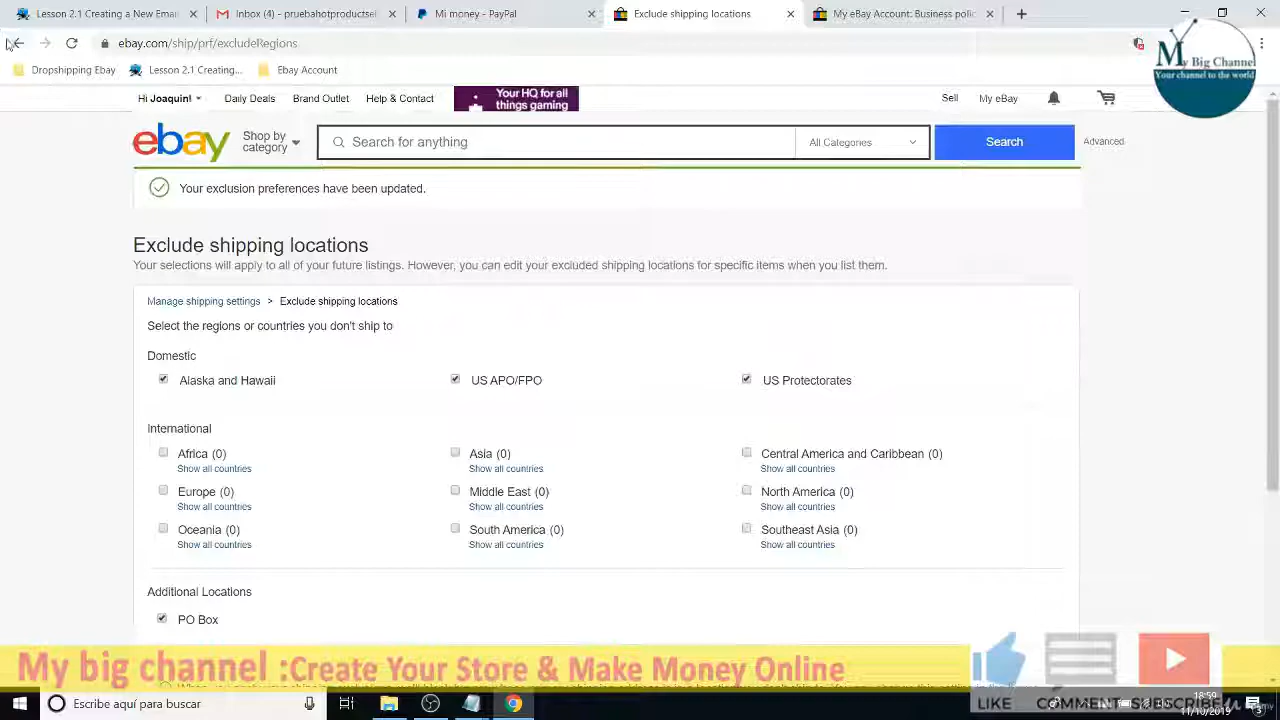 Lesson 2.1 Creating a New E
Inbox (4) - pruebahotproducts
Mi money - PayPal
Exclude shipping locations
My eBay Account: Business poli
ebay.com/ship/prf/excludeRegions
Dropshipping Ebay
Lesson 2.1 Creating...
Ebay Account
My Big Channel
Your channel to the world
Hi Joaquin!
Daily Deals
Brand Outlet
Help & Contact
Your HQ for all
things gaming
Sell
My eBay
ebay
Shop by
category
Search for anything
All Categories
Search
Advanced
Your exclusion preferences have been updated.
Exclude shipping locations
Your selections will apply to all of your future listings. However, you can edit your excluded shipping locations for specific items when you list them.
Manage shipping settings > Exclude shipping locations
Select the regions or countries you don't ship to
Domestic
Alaska and Hawaii
US APO/FPO
US Protectorates
International
Africa (0)
Show all countries
Asia (0)
Show all countries
Central America and Caribbean (0)
Show all countries
Europe (0)
Show all countries
Middle East (0)
Show all countries
North America (0)
Show all countries
Oceania (0)
Show all countries
South America (0)
Show all countries
Southeast Asia (0)
Show all countries
Additional Locations
PO Box
My big channel :Create Your Store & Make Money Online
LIKE
COMMENT
SUBSCRIBE
Escribe aquí para buscar
18:59
11/10/2019